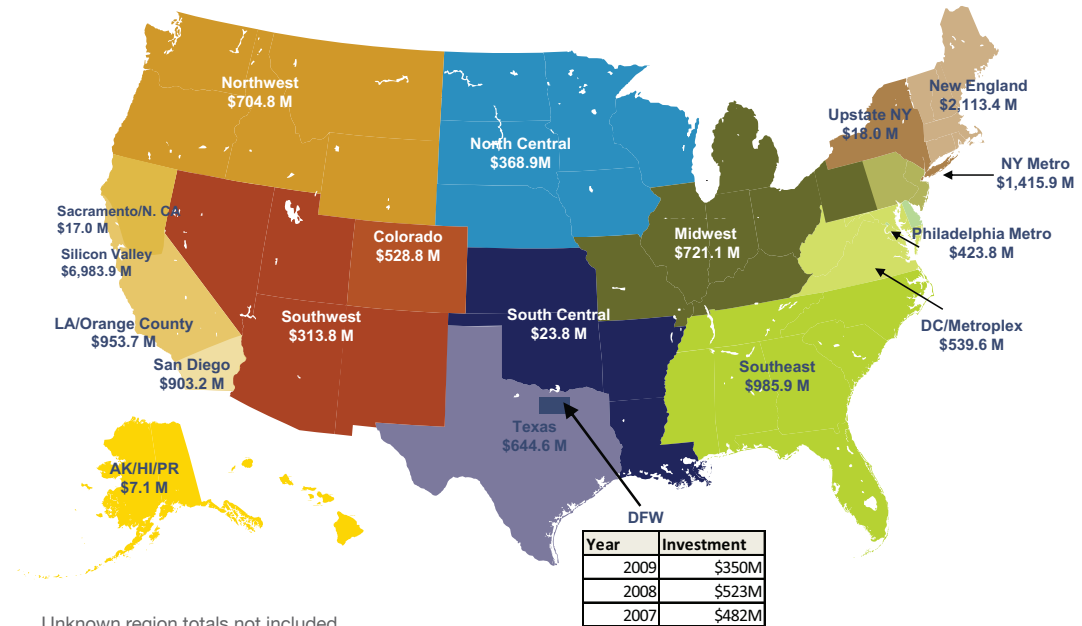 Northwest
$704.8 M
North Central
$368.9M
New England
$2,113.4 M
Upstate NY
$18.0 M
NY Metro
$1,415.9 M
Sacramento/N. CA
$17.0 M
Silicon Valley
$6,983.9 M
Colorado
$528.8 M
Midwest
$721.1 M
Philadelphia Metro
$423.8 M
LA/Orange County
$953.7 M
Southwest
$313.8 M
South Central
$23.8 M
DC/Metroplex
$539.6 M
San Diego
$903.2 M
Southeast
$985.9 M
Texas
$644.6 M
AK/HI/PR
$7.1 M
DFW
Year Investment
2009 $350M
2008 $523M
2007 $482M
Unknown region totals not included